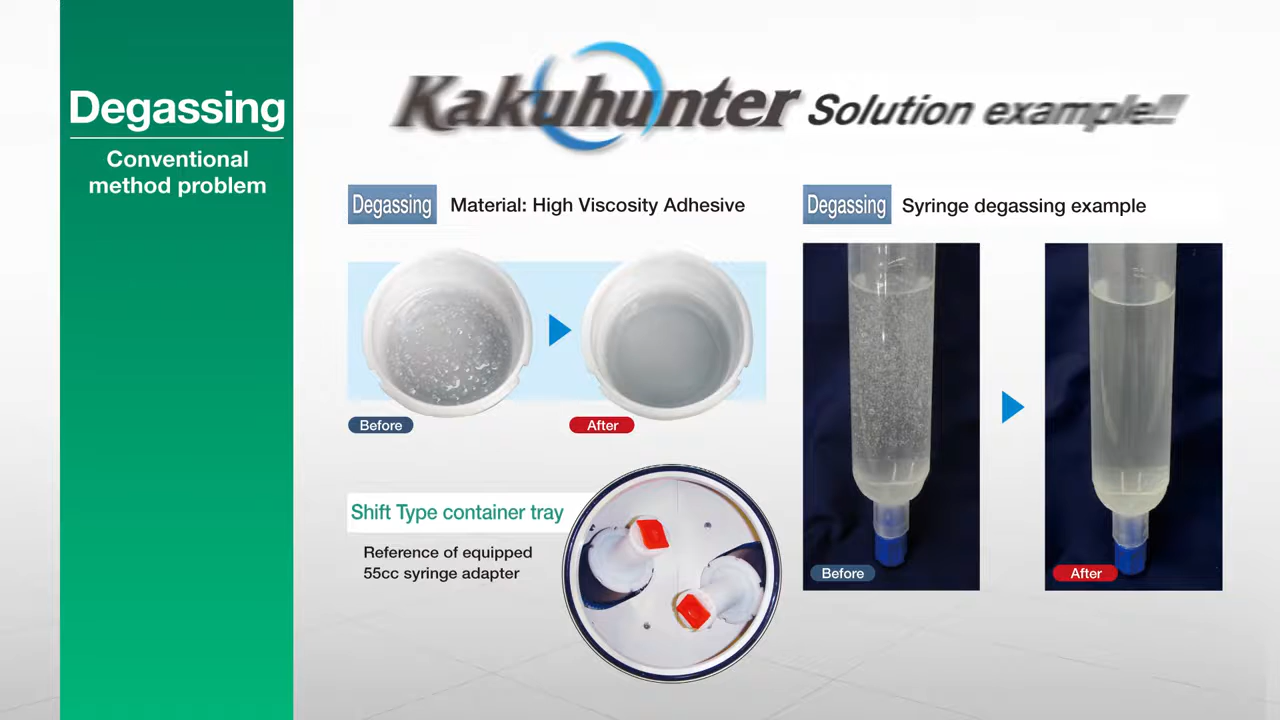 Degassing
Conventional
method problem
Kakuhunter Solution example!!
Degassing Material: High Viscosity Adhesive
Before
After
Shift Type container tray
Reference of equipped
55cc syringe adapter
Degassing Syringe degassing example
Before
After